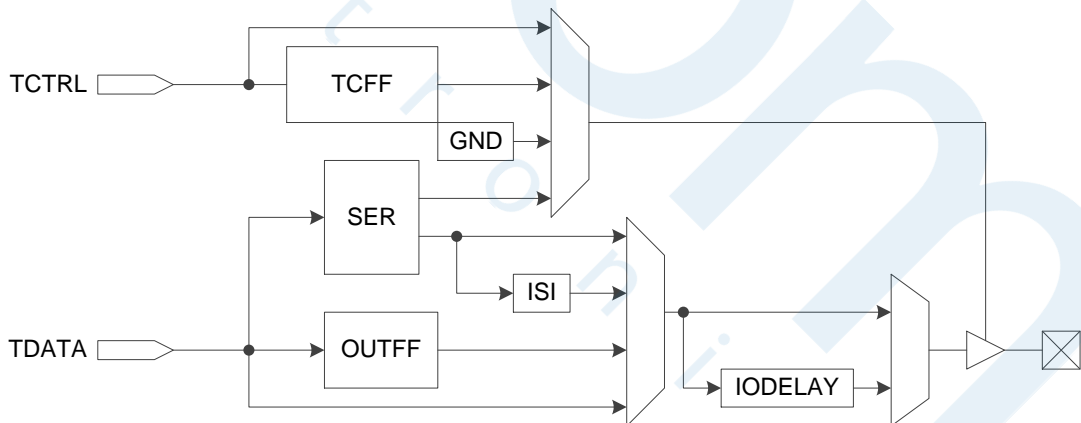 TCTRL
TCFF
GND
SER
ISI
TDATA
OUTFF
IODELAY